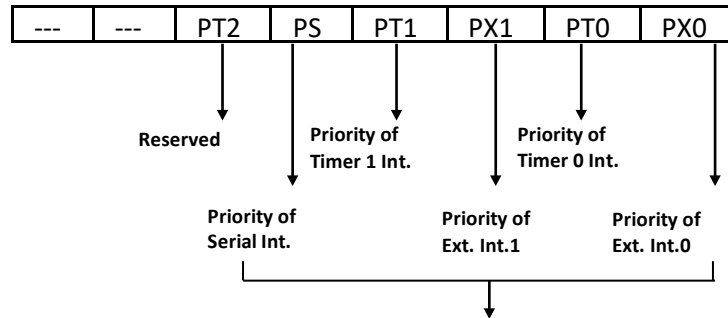 --- --- PT2 PS PT1 PX1 PT0 PX0
Reserved
Priority of
Timer 1 Int.
Priority of
Timer 0 Int.
Priority of
Serial Int.
Priority of
Ext. Int.1
Priority of
Ext. Int.0